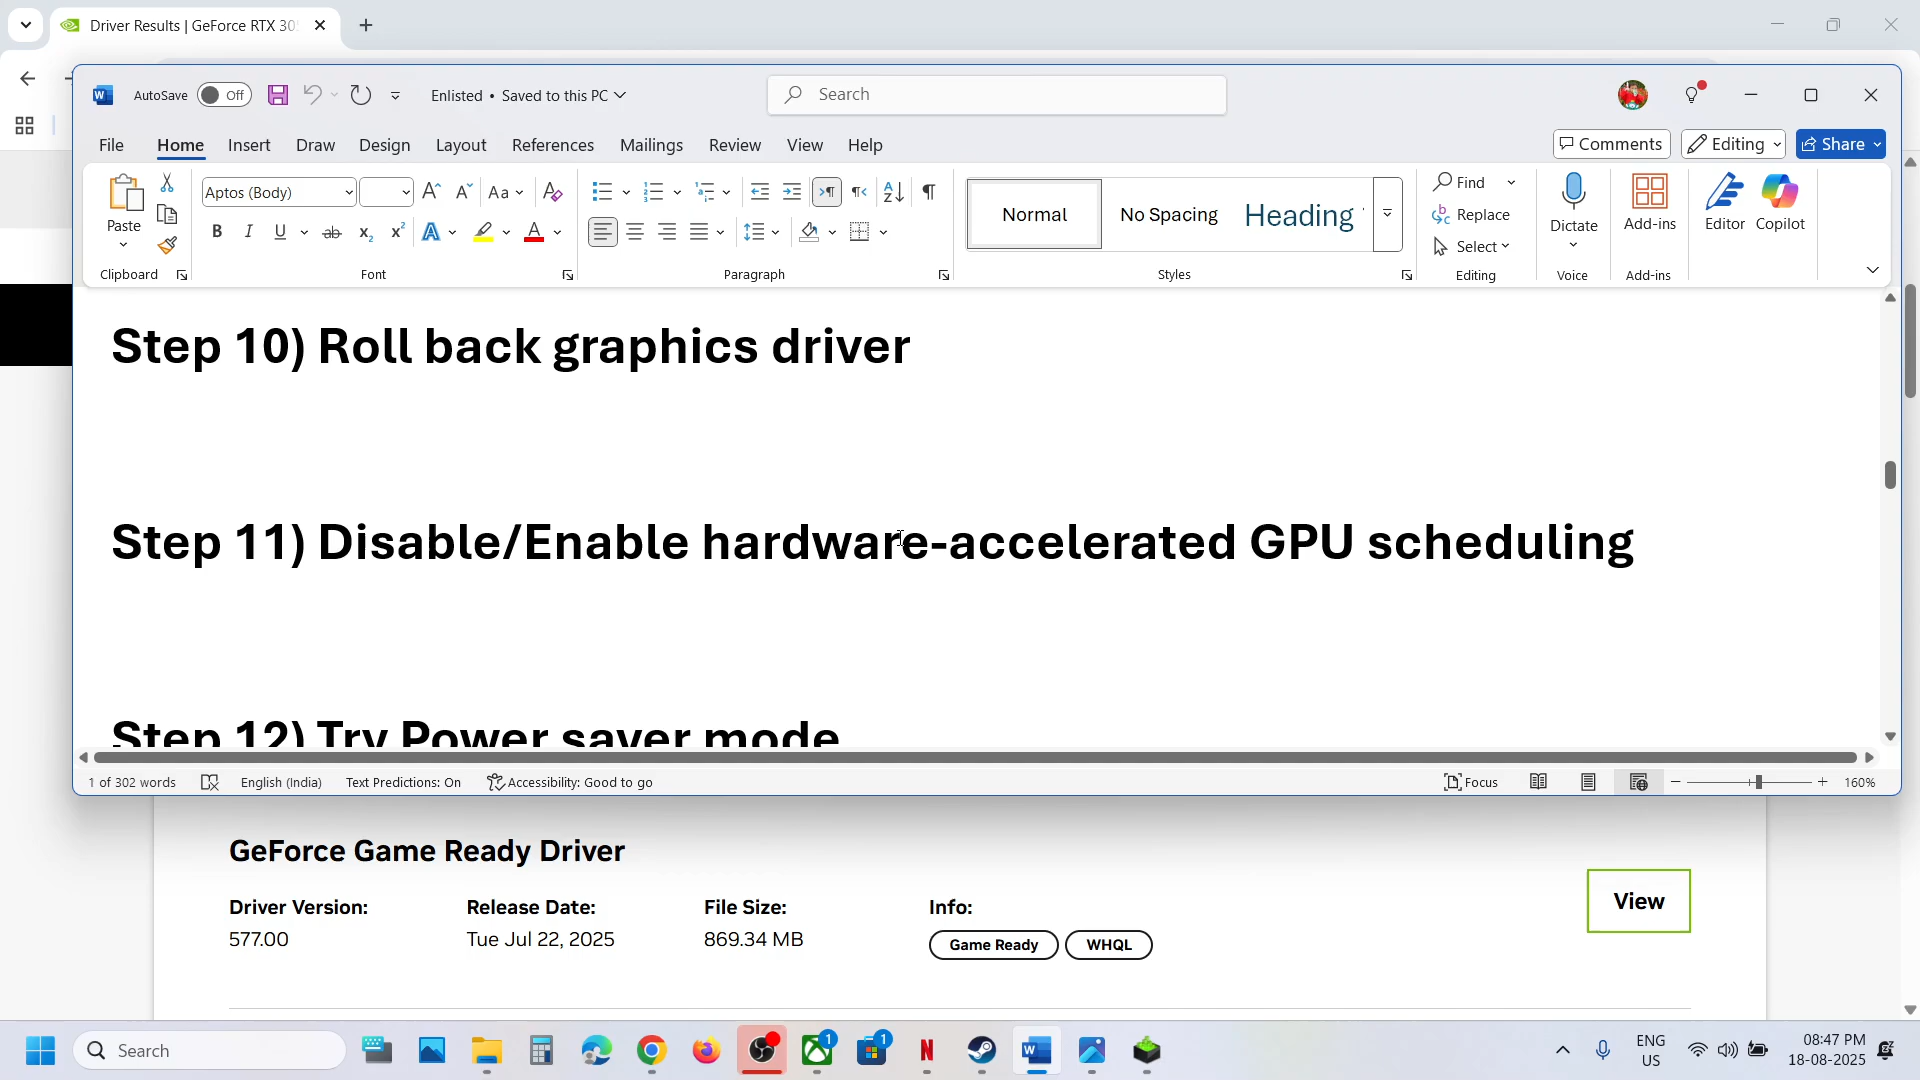 Driver Results | GeForce RTX 305
AutoSave Off Enlisted • Saved to this PC Search
File Home Insert Draw Design Layout References Mailings Review View Help Comments Editing Share
Paste Aptos (Body) Aa Normal No Spacing Heading Find Replace Select Dictate Add-ins Editor Copilot
Clipboard Font Paragraph Styles Editing Voice Add-ins
Step 10) Roll back graphics driver
Step 11) Disable/Enable hardware-accelerated GPU scheduling
Step 12) Try Power saver mode
1 of 302 words English (India) Text Predictions: On Accessibility: Good to go Focus 160%
GeForce Game Ready Driver
Driver Version: Release Date: File Size: Info:
577.00 Tue Jul 22, 2025 869.34 MB Game Ready WHQL
View
Search 1 1 ENG US 08:47 PM 18-08-2025